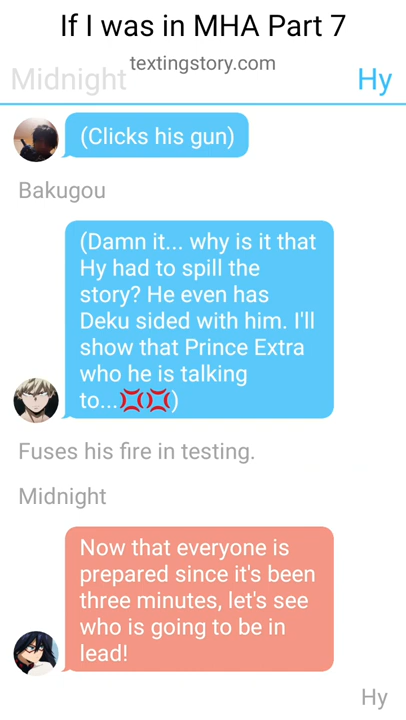 If I was in MHA Part 7
textingstory.com
Midnight
Hy
(Clicks his gun)
Bakugou
(Damn it... why is it that
Hy had to spill the
story? He even has
Deku sided with him. I'll
show that Prince Extra
who he is talking
to...💢💢)
Fuses his fire in testing.
Midnight
Now that everyone is
prepared since it's been
three minutes, let's see
who is going to be in
lead!
Hy